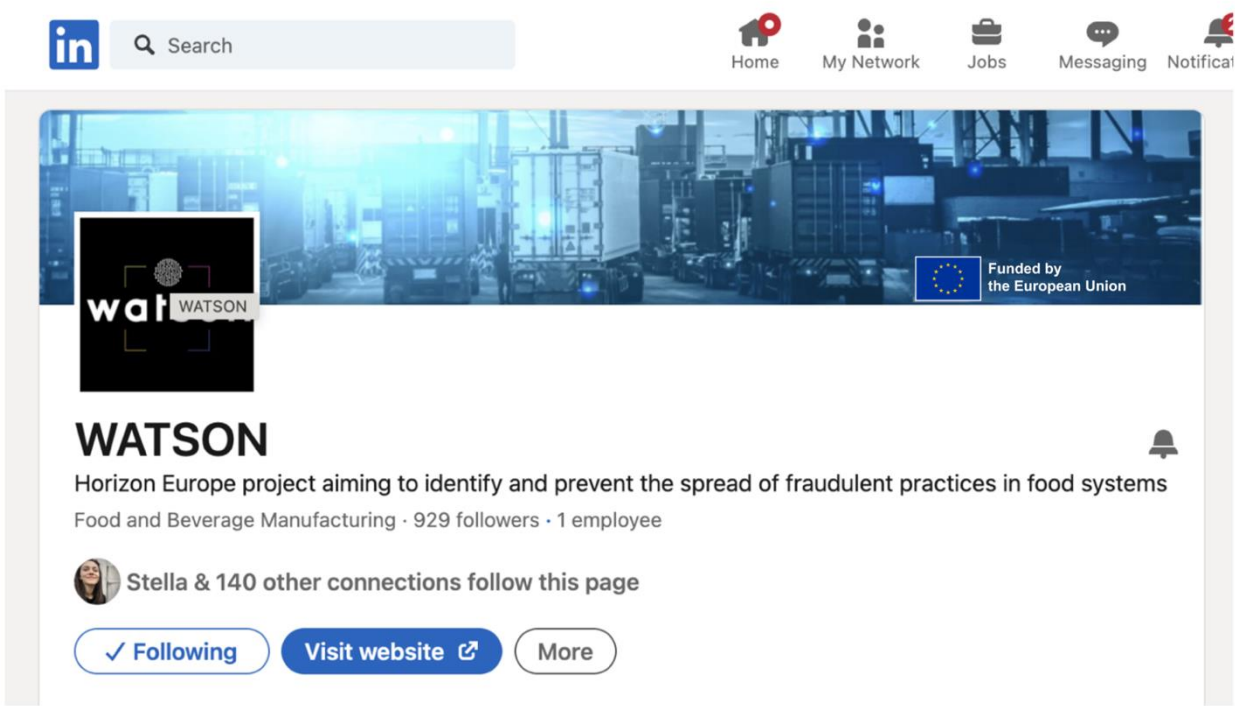 in
Search
Home
My Network
Jobs
Messaging
Notificat
Funded by
the European Union
wat
WATSON
WATSON
Horizon Europe project aiming to identify and prevent the spread of fraudulent practices in food systems
Food and Beverage Manufacturing · 929 followers · 1 employee
Stella & 140 other connections follow this page
✓ Following
Visit website
More